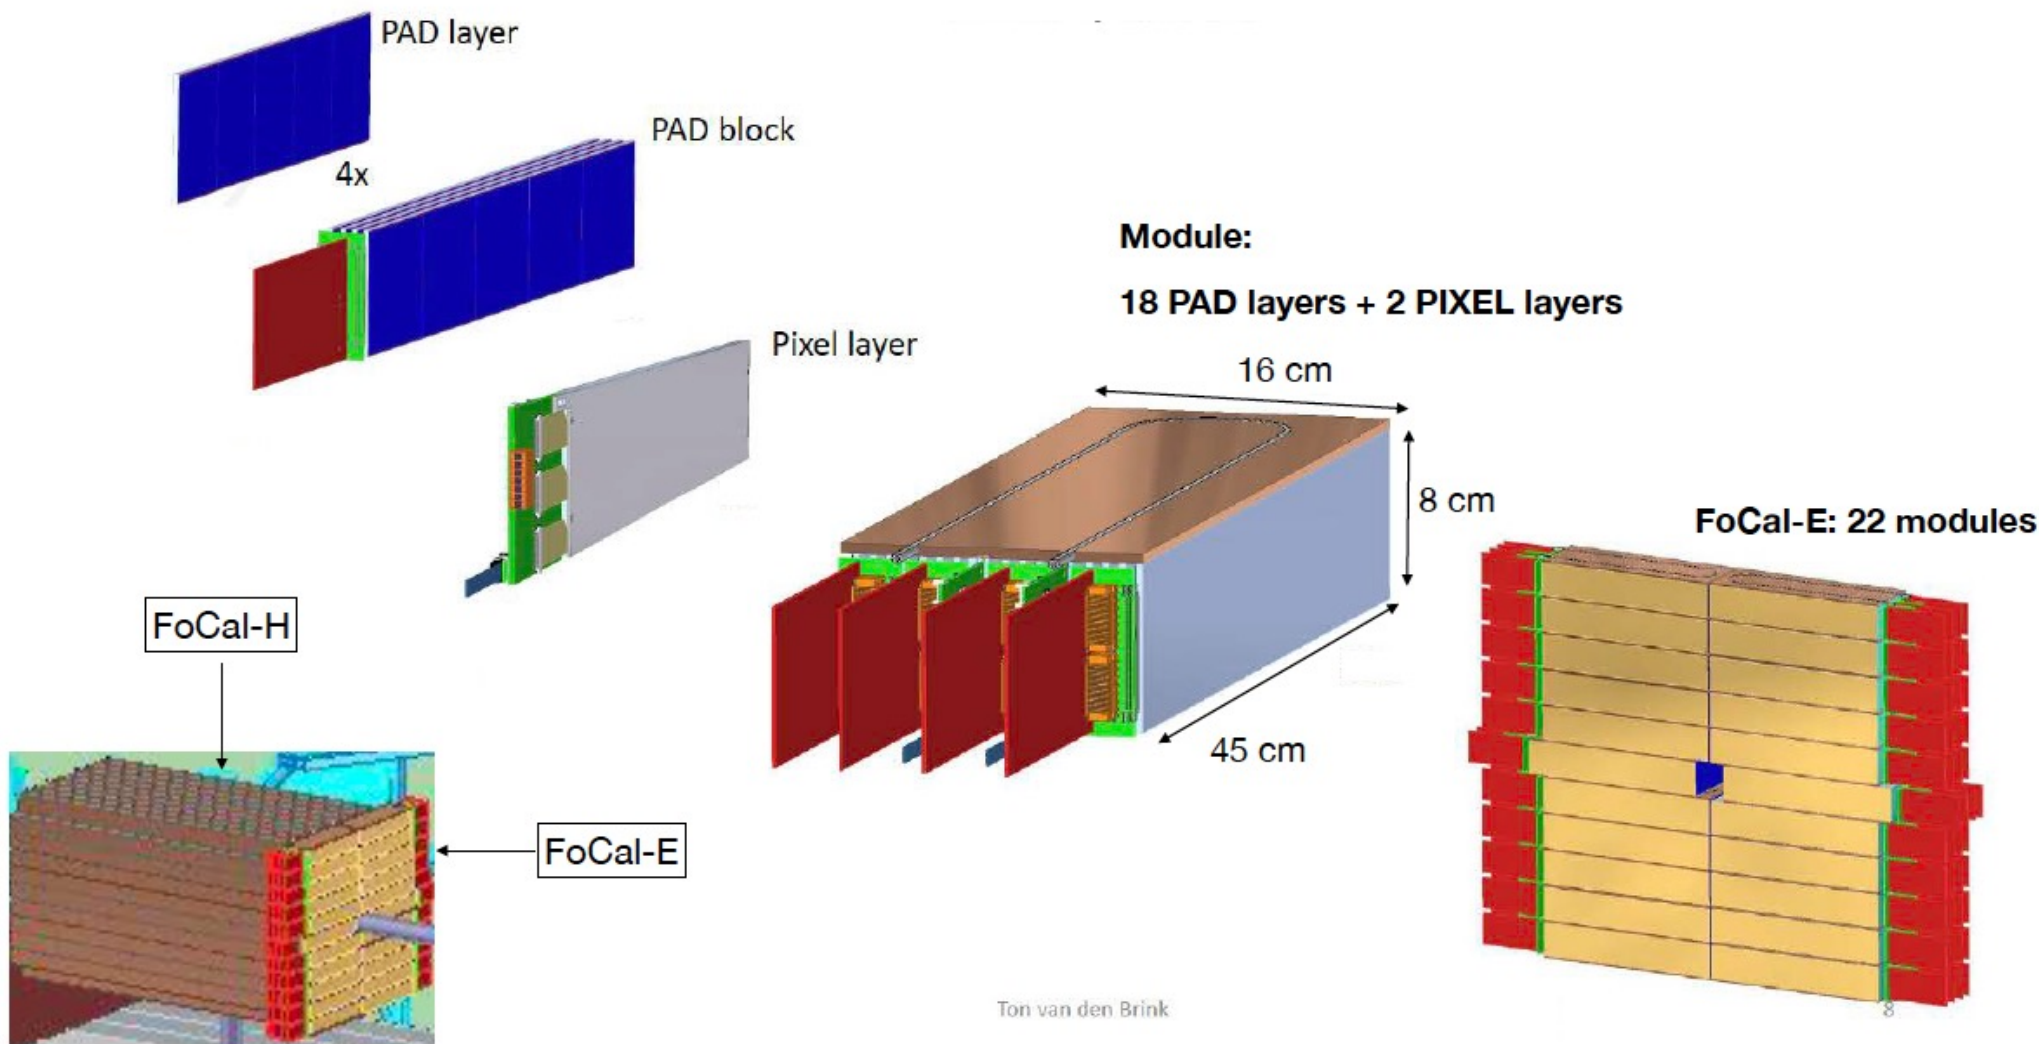 PAD layer
4x
PAD block
Pixel layer
Module:
18 PAD layers + 2 PIXEL layers
16 cm
8 cm
45 cm
FoCal-E: 22 modules
FoCal-H
FoCal-E
Ton van den Brink
8